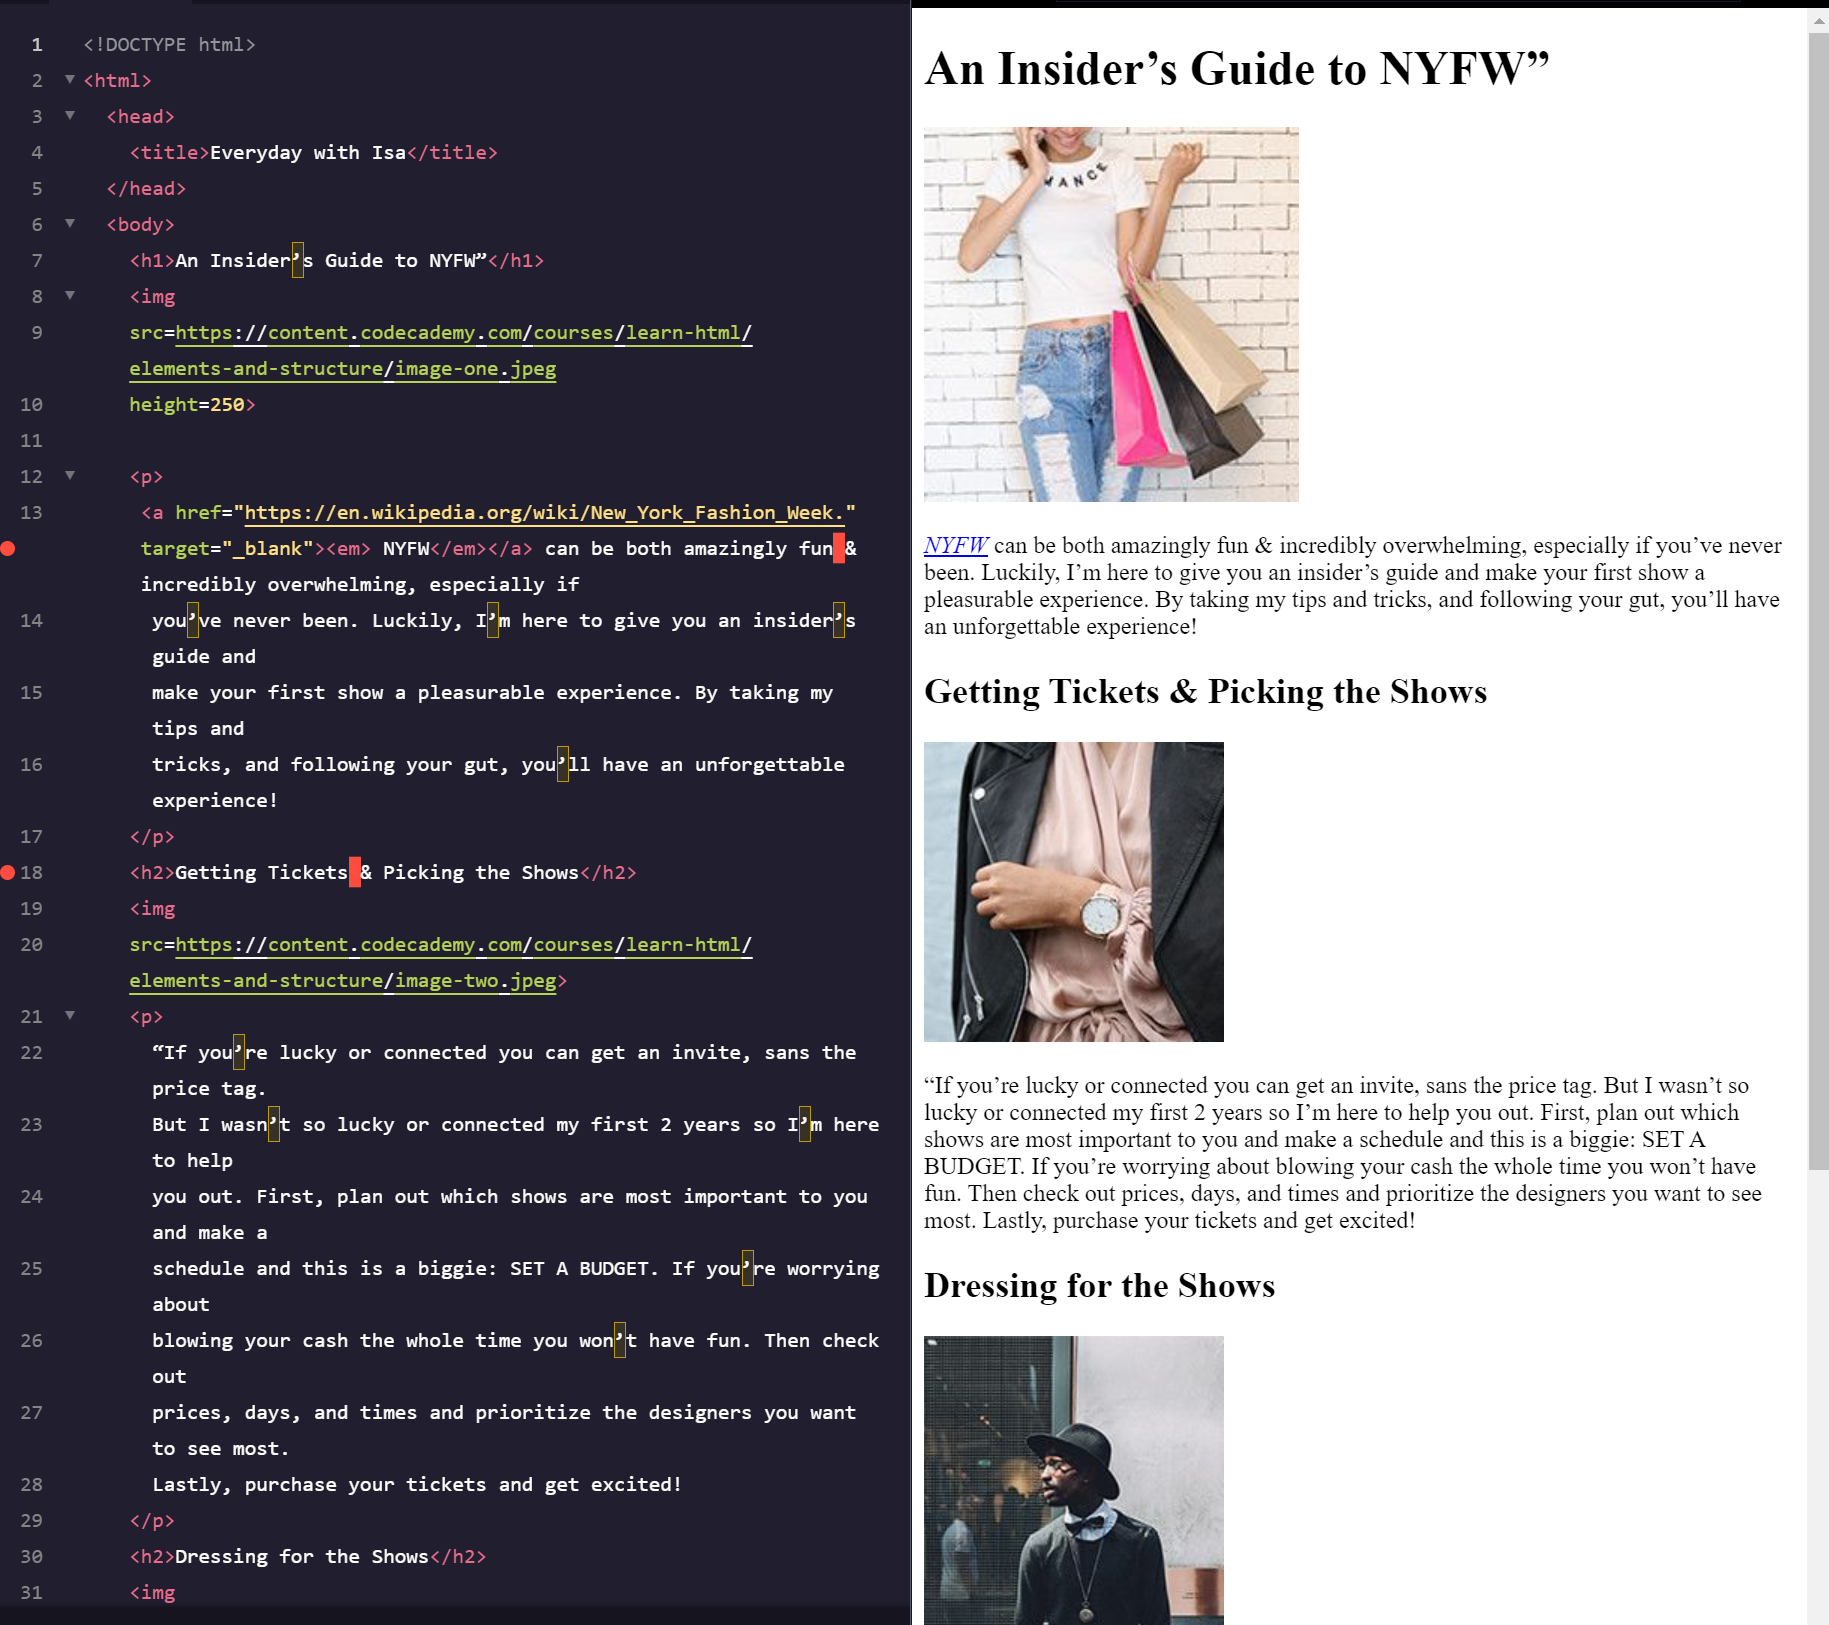 1 <!DOCTYPE html>
2 <html>
3 <head>
4 <title>Everyday with Isa</title>
5 </head>
6 <body>
7 <h1>An Insider’s Guide to NYFW”</h1>
8 <img
9 src=https://content.codecademy.com/courses/learn-html/
elements-and-structure/image-one.jpeg
10 height=250>
11
12 <p>
13 <a href="https://en.wikipedia.org/wiki/New_York_Fashion_Week."
target="_blank"><em> NYFW</em></a> can be both amazingly fun &
incredibly overwhelming, especially if
14 you’ve never been. Luckily, I’m here to give you an insider’s
guide and
15 make your first show a pleasurable experience. By taking my
tips and
16 tricks, and following your gut, you’ll have an unforgettable
experience!
17 </p>
18 <h2>Getting Tickets & Picking the Shows</h2>
19 <img
20 src=https://content.codecademy.com/courses/learn-html/
elements-and-structure/image-two.jpeg>
21 <p>
22 “If you’re lucky or connected you can get an invite, sans the
price tag.
23 But I wasn’t so lucky or connected my first 2 years so I’m here
to help
24 you out. First, plan out which shows are most important to you
and make a
25 schedule and this is a biggie: SET A BUDGET. If you’re worrying
about
26 blowing your cash the whole time you won’t have fun. Then check
out
27 prices, days, and times and prioritize the designers you want
to see most.
28 Lastly, purchase your tickets and get excited!
29 </p>
30 <h2>Dressing for the Shows</h2>
31 <img
An Insider’s Guide to NYFW”
MANCE
NYFW can be both amazingly fun & incredibly overwhelming, especially if you’ve never
been. Luckily, I’m here to give you an insider’s guide and make your first show a
pleasurable experience. By taking my tips and tricks, and following your gut, you’ll have
an unforgettable experience!
Getting Tickets & Picking the Shows
“If you’re lucky or connected you can get an invite, sans the price tag. But I wasn’t so
lucky or connected my first 2 years so I’m here to help you out. First, plan out which
shows are most important to you and make a schedule and this is a biggie: SET A
BUDGET. If you’re worrying about blowing your cash the whole time you won’t have
fun. Then check out prices, days, and times and prioritize the designers you want to see
most. Lastly, purchase your tickets and get excited!
Dressing for the Shows